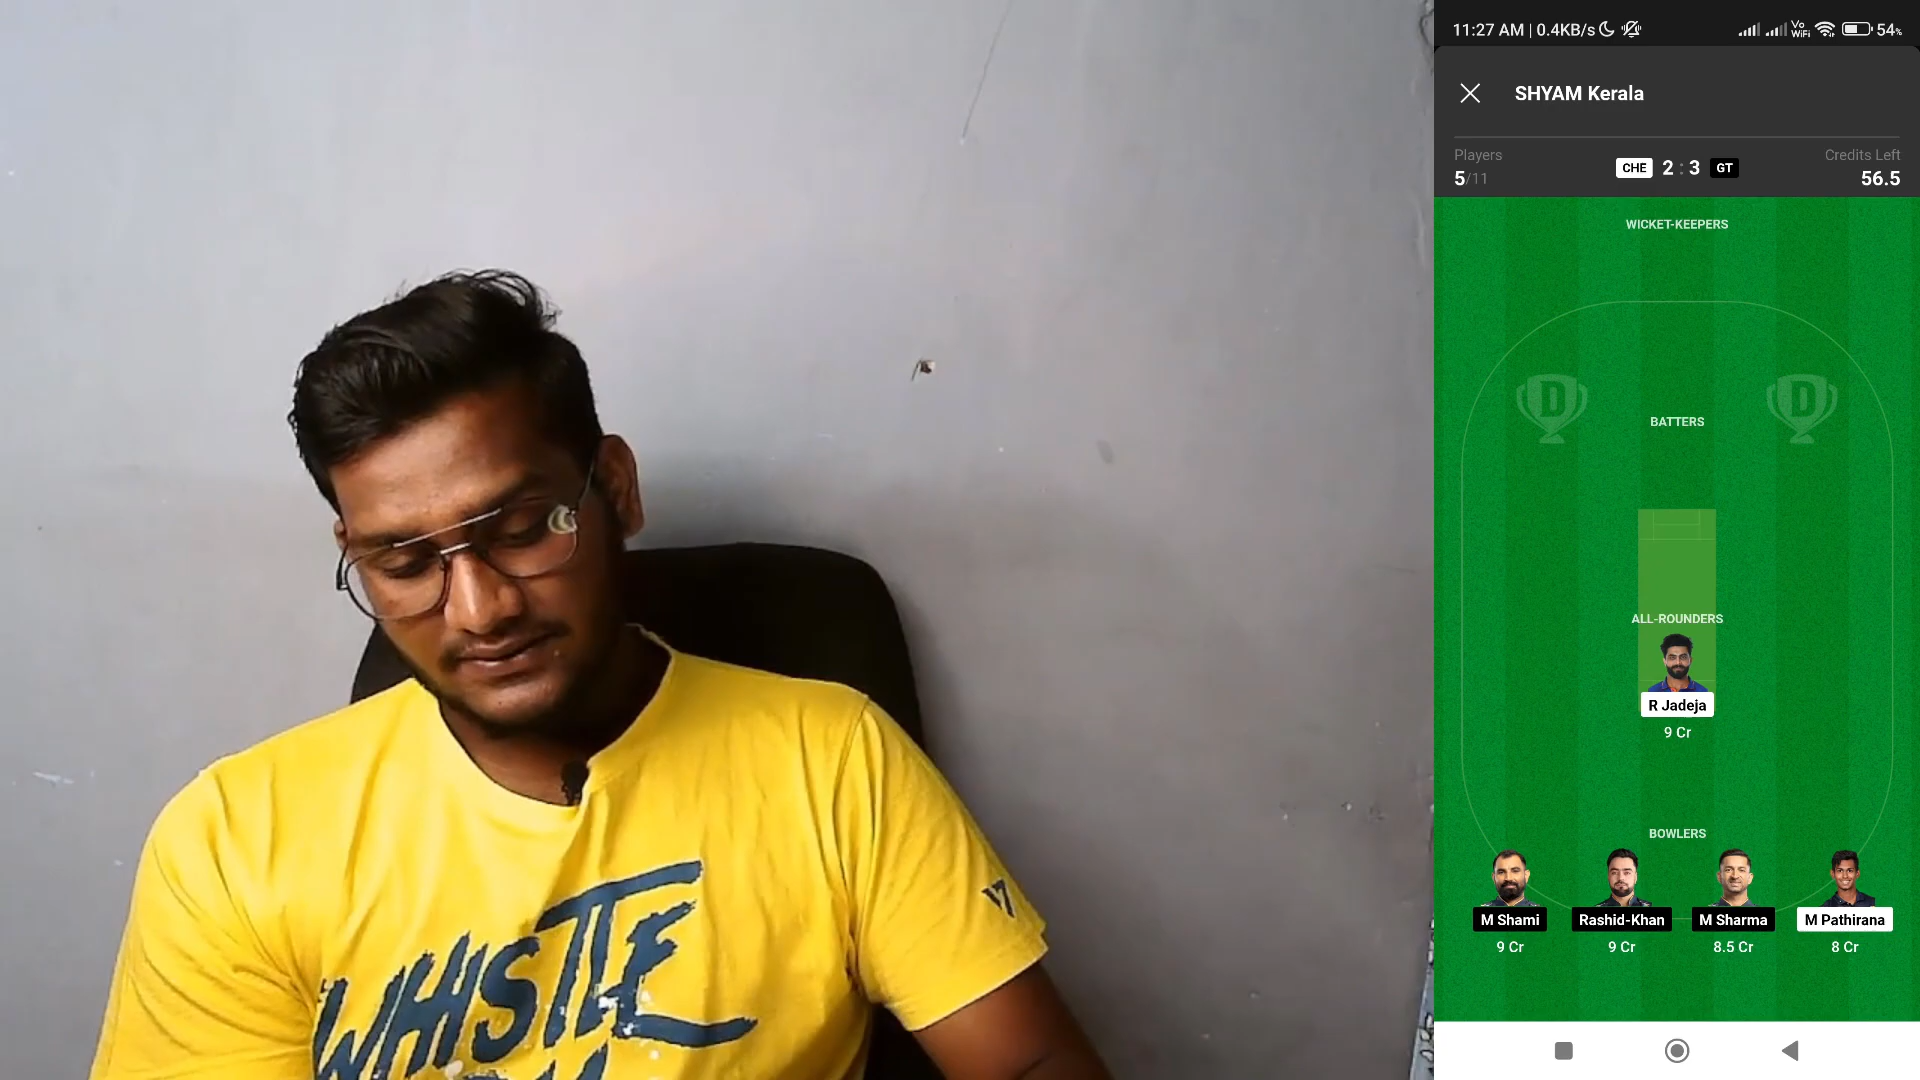 11:27 AM | 0.4KB/s
Vo
WiFi
54%
SHYAM Kerala
Players
Credits Left
5/11
CHE 2 : 3 GT
56.5
WICKET-KEEPERS
D D
BATTERS
ALL-ROUNDERS
R Jadeja
9 Cr
BOWLERS
M Shami Rashid-Khan M Sharma M Pathirana
9 Cr 9 Cr 8.5 Cr 8 Cr
WHISTLE